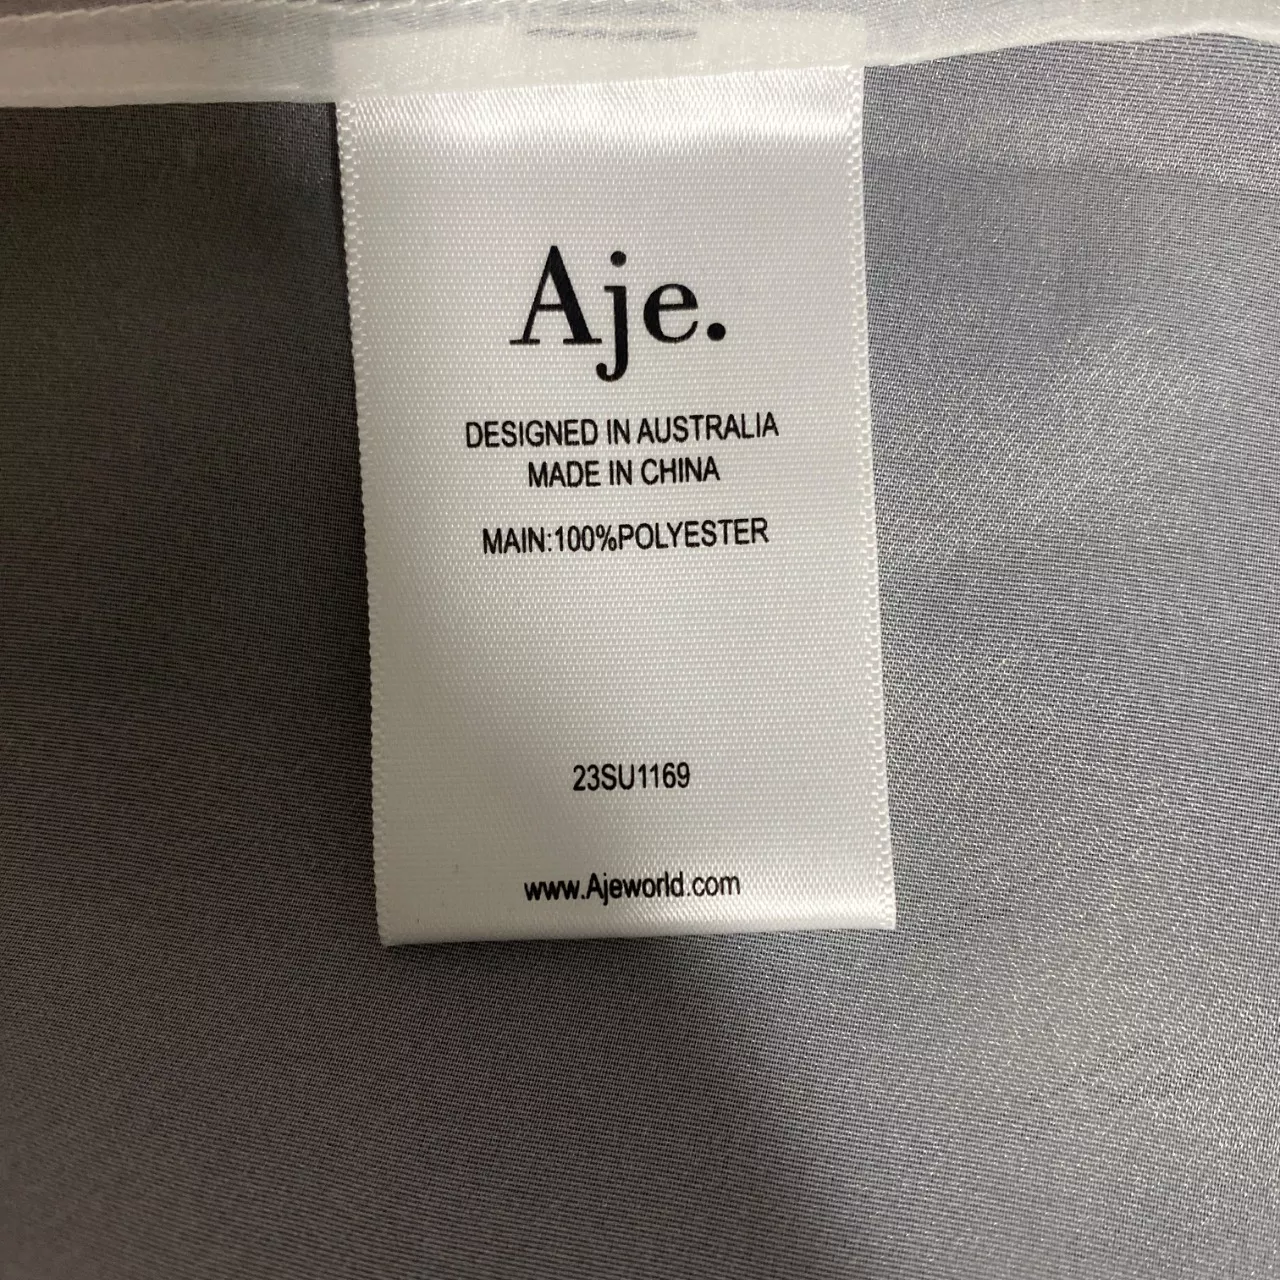 Aje.
DESIGNED IN AUSTRALIA
MADE IN CHINA
MAIN:100%POLYESTER
23SU1169
www.Ajeworld.com